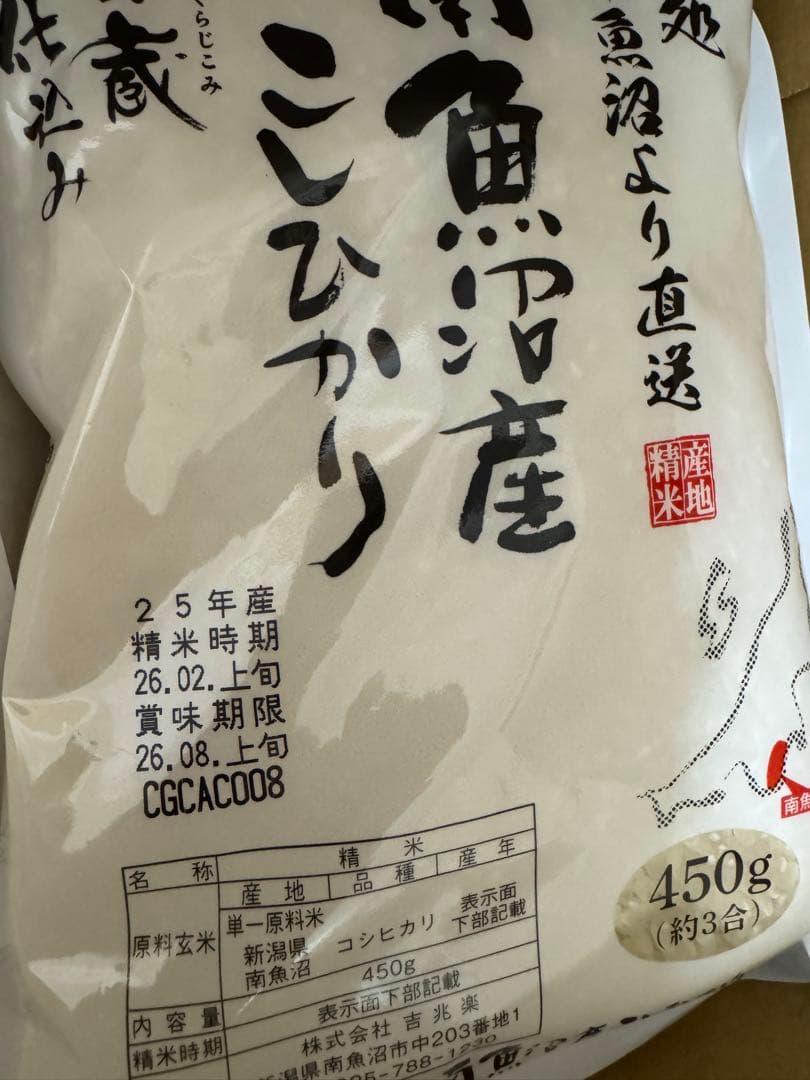 処
魚沼より直送
産地
精米
魚沼産
こしひかり
くらじこみ
蔵
仕込み
25年産
精米時期
26.02.上旬
賞味期限
26.08.上旬
CGCAC008
450g
(約3合)
名称 精米
原料玄米 産地 品種 産年
単一原料米
新潟県 コシヒカリ 表示面
南魚沼 下部記載
内容量 450g
精米時期 表示面下部記載
株式会社 吉兆楽
新潟県南魚沼市中203番地1
025-788-1230